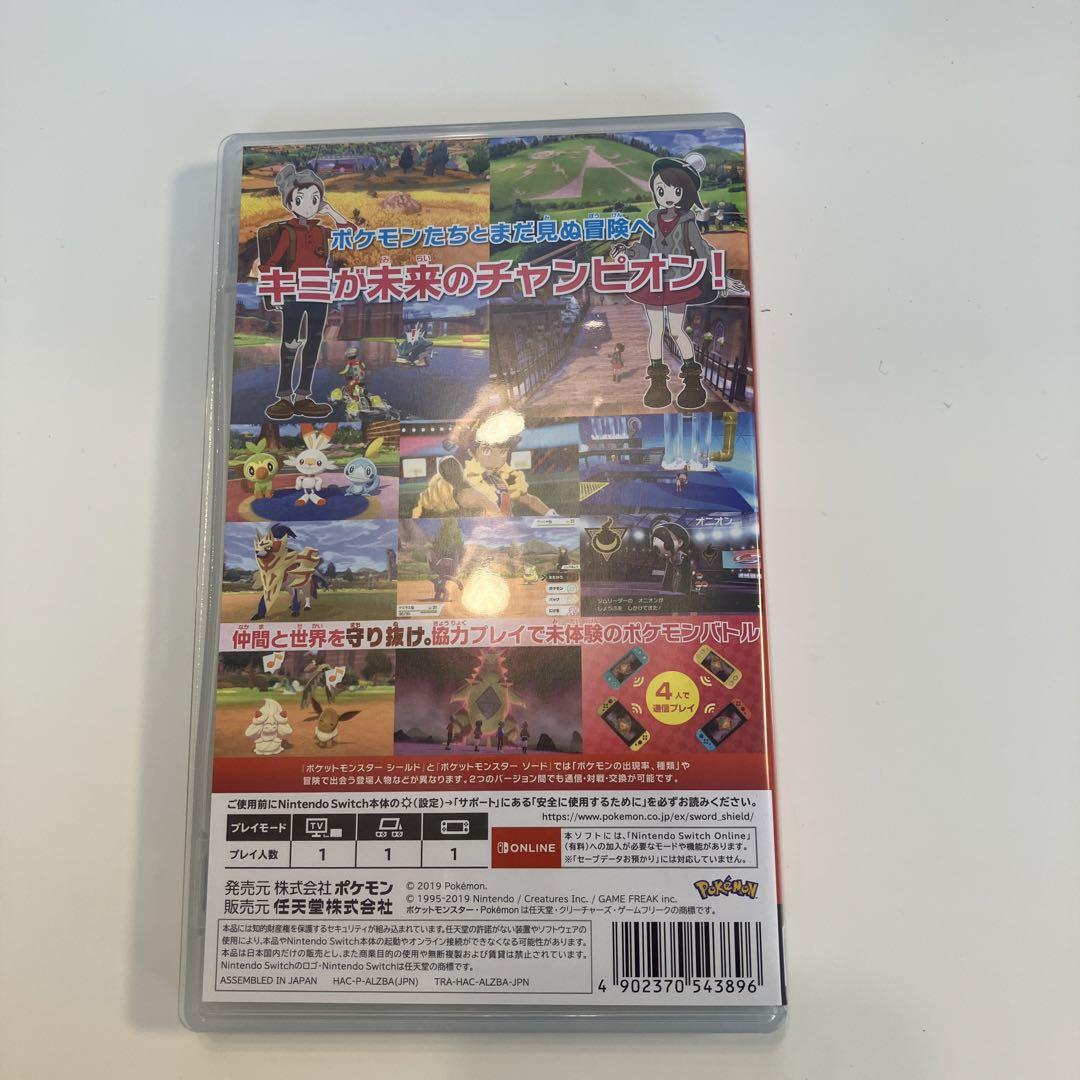 ポケモンたちとまだ見ぬ冒険へ
キミが未来のチャンピオン!
オニオン
ジムリーダーの オニオンが
しょうぶを しかけてきた!
仲間と世界を守り抜け。協力プレイで未体験のポケモンバトル
4人で
通信プレイ
『ポケットモンスター シールド』と『ポケットモンスター ソード』では「ポケモンの出現率、種類」や
冒険で出会う登場人物などが異なります。2つのバージョン間でも通信・対戦・交換が可能です。
ご使用前にNintendo Switch本体の(設定)→「サポート」にある「安全に使用するために」を必ずお読みください。
https://www.pokemon.co.jp/ex/sword_shield/
プレイモード TV
プレイ人数 1 1 1
ONLINE
本ソフトには、「Nintendo Switch Online」
(有料)への加入が必要なモードや機能があります。
※「セーブデータお預かり」には対応していません。
発売元 株式会社ポケモン
販売元 任天堂株式会社
© 2019 Pokémon.
© 1995-2019 Nintendo / Creatures Inc. / GAME FREAK inc.
ポケットモンスター・Pokémon は任天堂・クリーチャーズ・ゲームフリークの商標です。
POKéMON
本品には知的財産権を保護するセキュリティが組み込まれています。任天堂の許諾がない装置やソフトウェアの
使用により、本品やNintendo Switch本体の起動やオンライン接続ができなくなる可能性があります。
本品は日本国内だけの販売とし、また商業目的の使用や無断複製および賃貸は禁止されています。
Nintendo Switchのロゴ・Nintendo Switchは任天堂の商標です。
ASSEMBLED IN JAPAN HAC-P-ALZBA(JPN) TRA-HAC-ALZBA-JPN
4 902370 543896